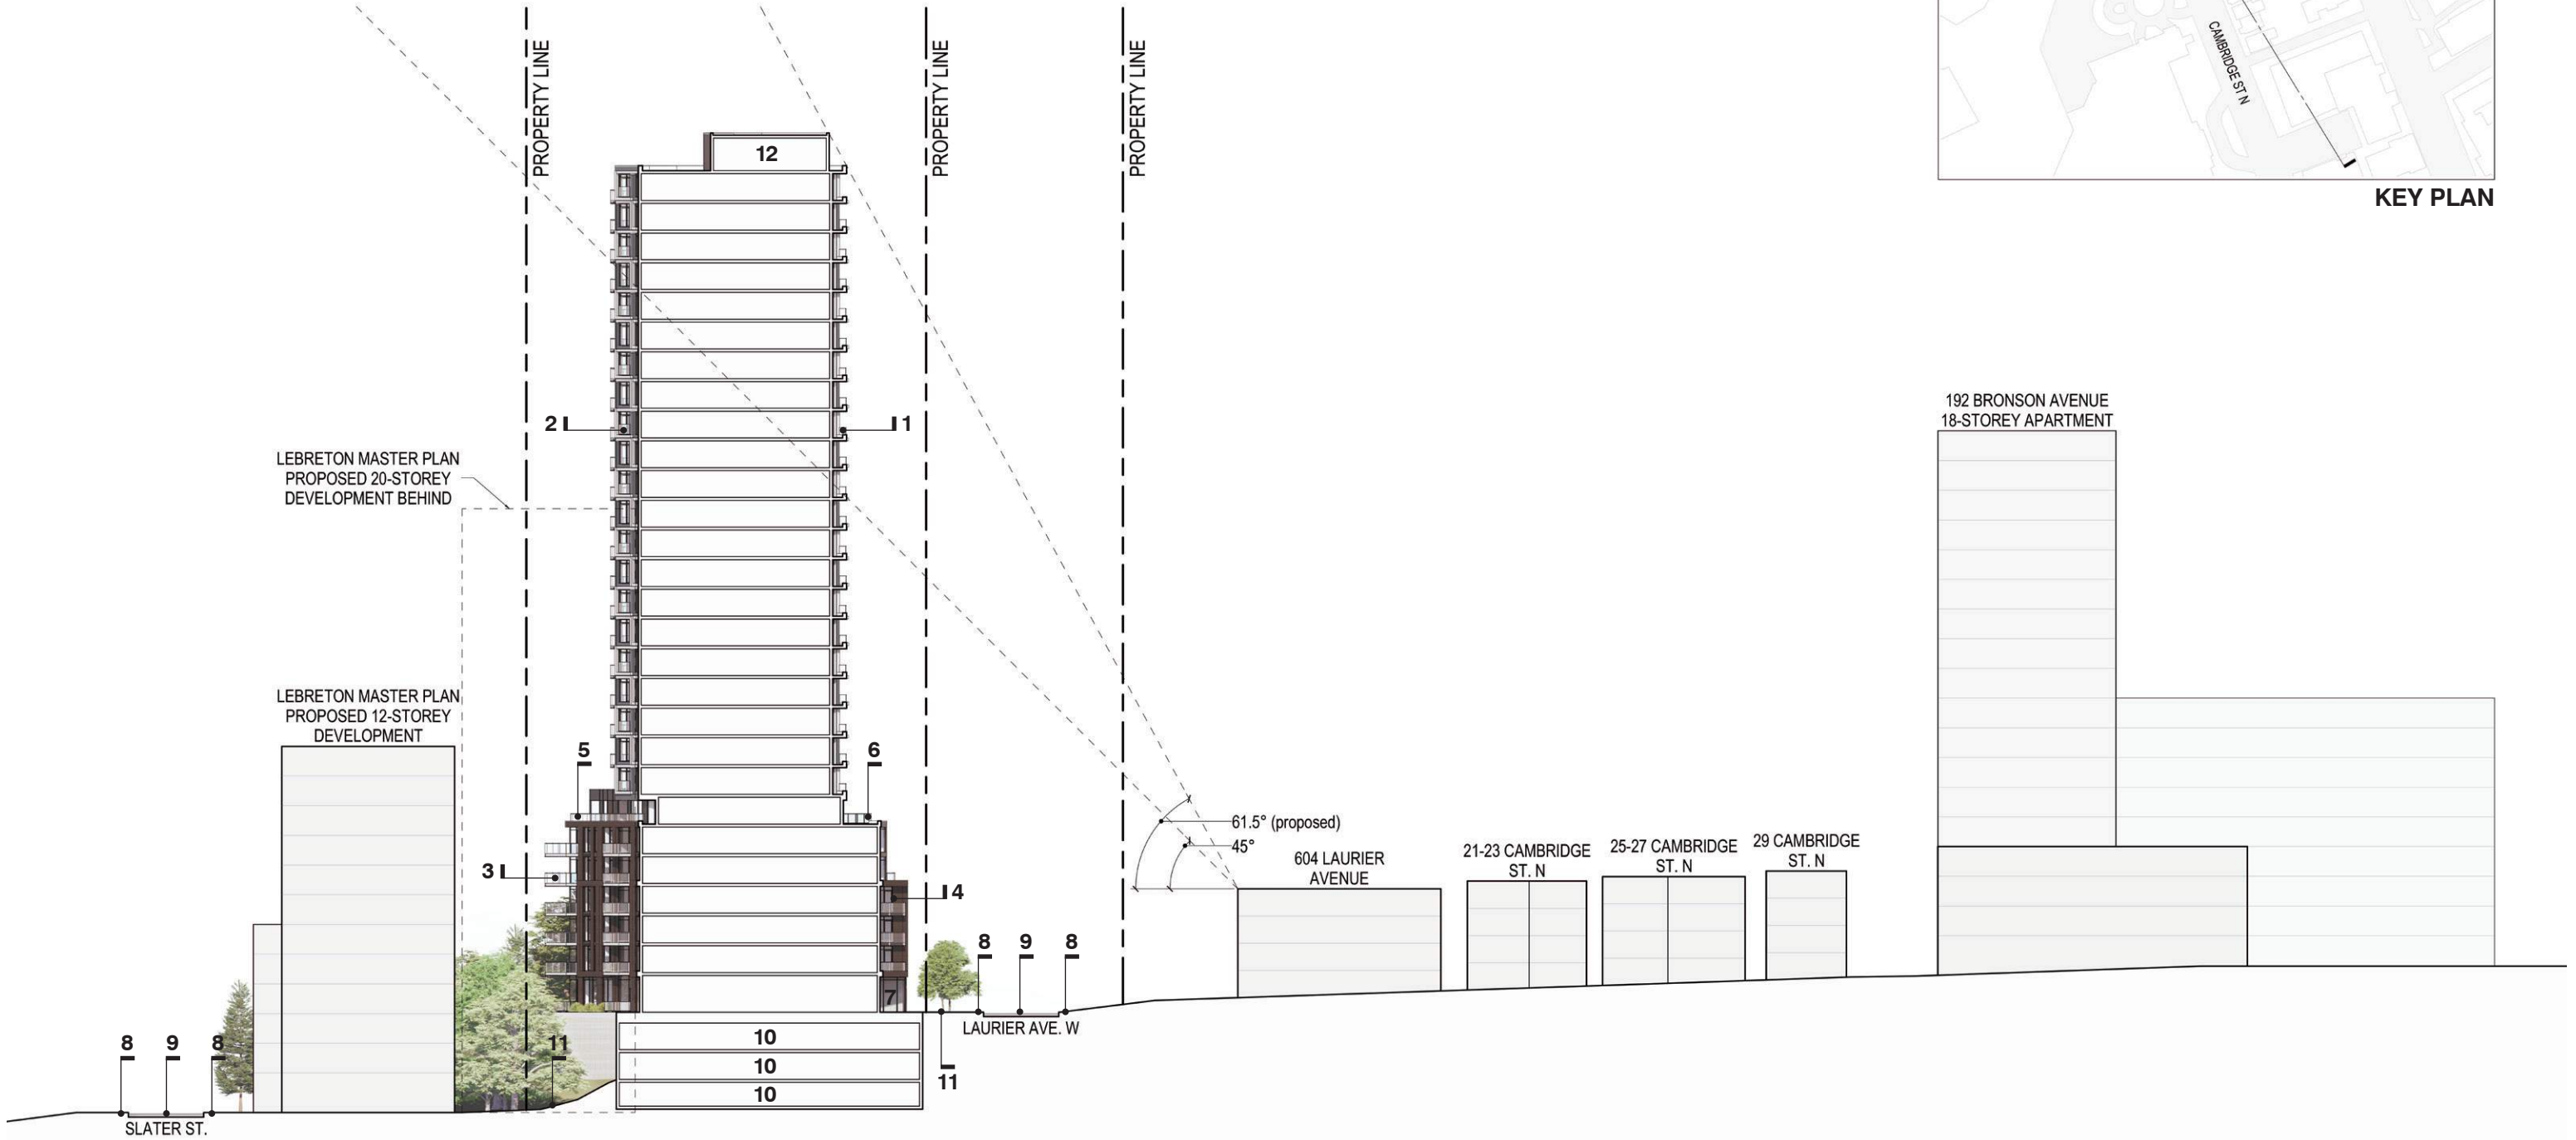 PROPERTY LINE
PROPERTY LINE
PROPERTY LINE
CAMBRIDGE ST N
KEY PLAN
12
2
1
192 BRONSON AVENUE
18-STOREY APARTMENT
LEBRETON MASTER PLAN
PROPOSED 20-STOREY
DEVELOPMENT BEHIND
LEBRETON MASTER PLAN
PROPOSED 12-STOREY
DEVELOPMENT
5
6
61.5° (proposed)
45°
604 LAURIER
AVENUE
21-23 CAMBRIDGE
ST. N
25-27 CAMBRIDGE
ST. N
29 CAMBRIDGE
ST. N
3
4
8
9
8
7
LAURIER AVE. W
10
10
10
11
11
8
9
8
SLATER ST.